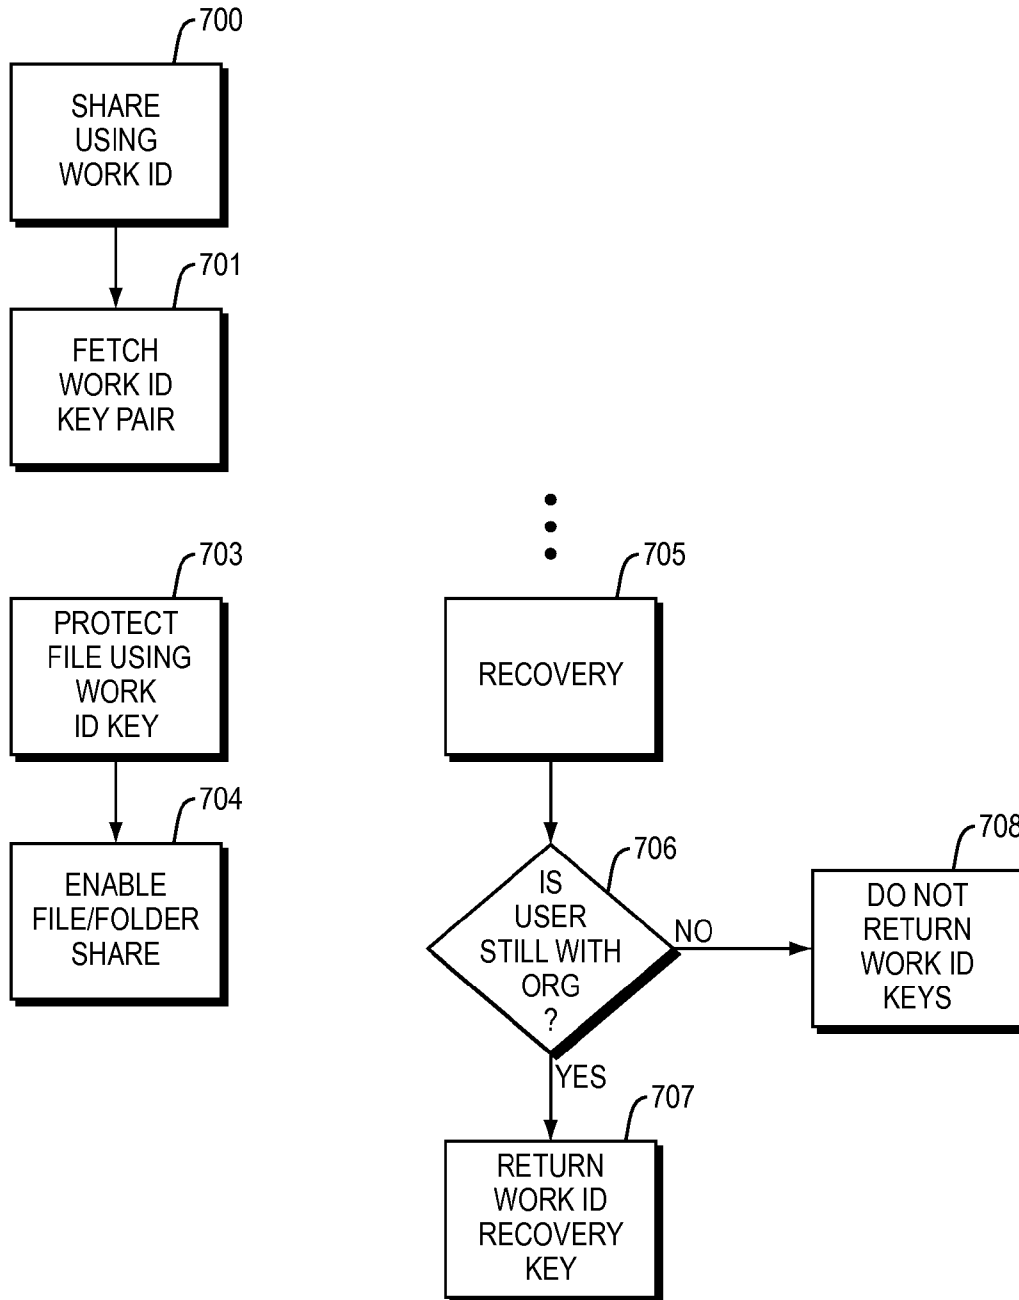 700
SHARE
USING
WORK ID
701
FETCH
WORK ID
KEY PAIR
703
PROTECT
FILE USING
WORK
ID KEY
704
ENABLE
FILE/FOLDER
SHARE
705
RECOVERY
706
IS
USER
STILL WITH
ORG
?
NO
708
DO NOT
RETURN
WORK ID
KEYS
YES
707
RETURN
WORK ID
RECOVERY
KEY